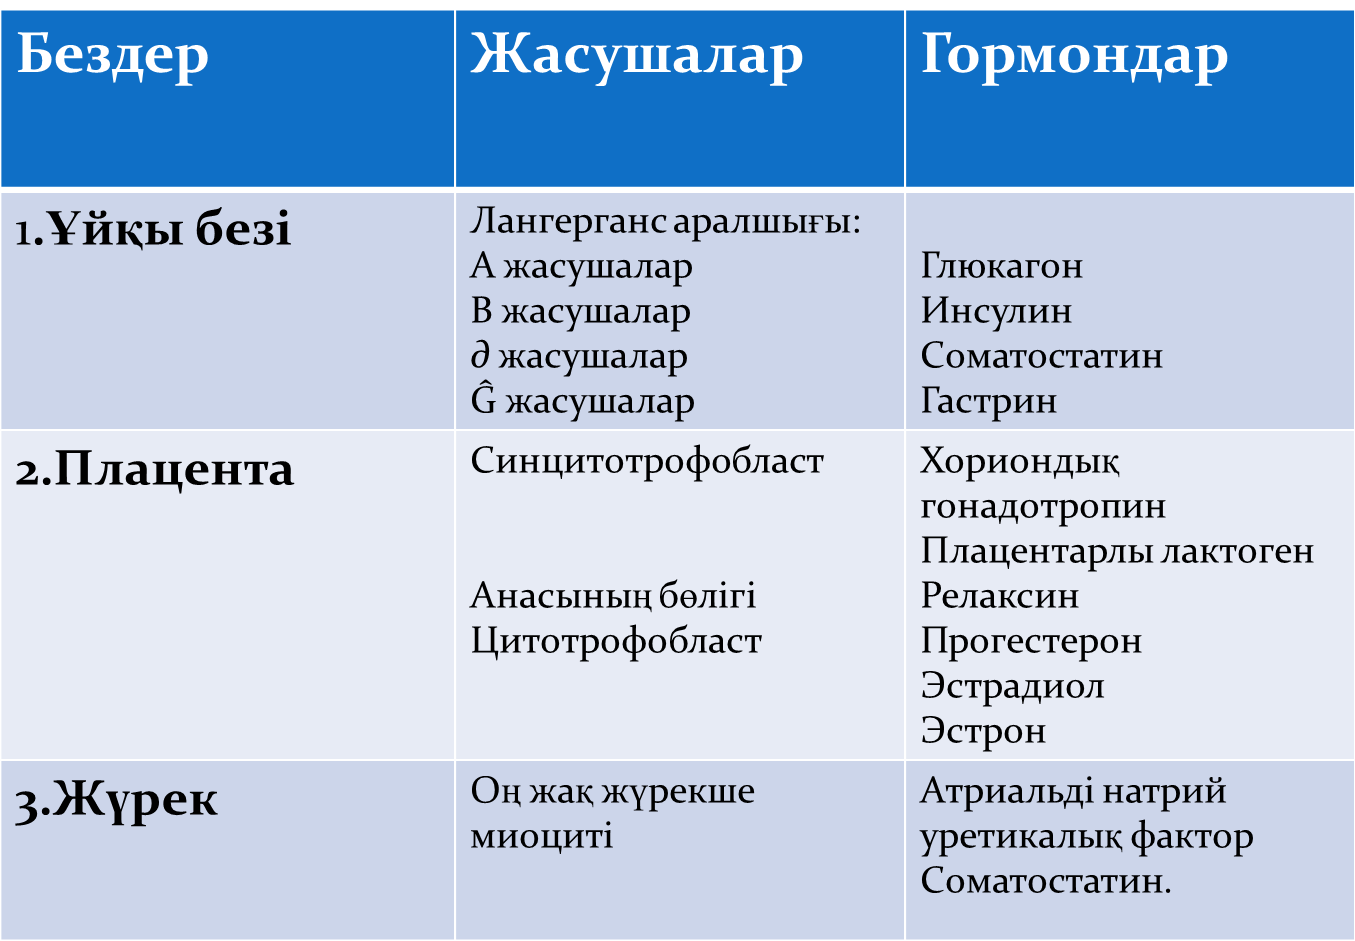 Бездер
Жасушалар
Гормондар
1.Ұйқы безі
Лангерганс аралшығы:
А жасушалар
В жасушалар
д жасушалар
Ĝ жасушалар
Глюкагон
Инсулин
Соматостатин
Гастрин
2.Плацента
Синцитотрофобласт
Анасының бөлігі
Цитотрофобласт
Хориондық
гонадотропин
Плацентарлы лактоген
Релаксин
Прогестерон
Эстрадиол
Эстрон
3.Жүрек
Оң жақ жүрекше
миоциті
Атриальді натрий
уретикалық фактор
Соматостатин.